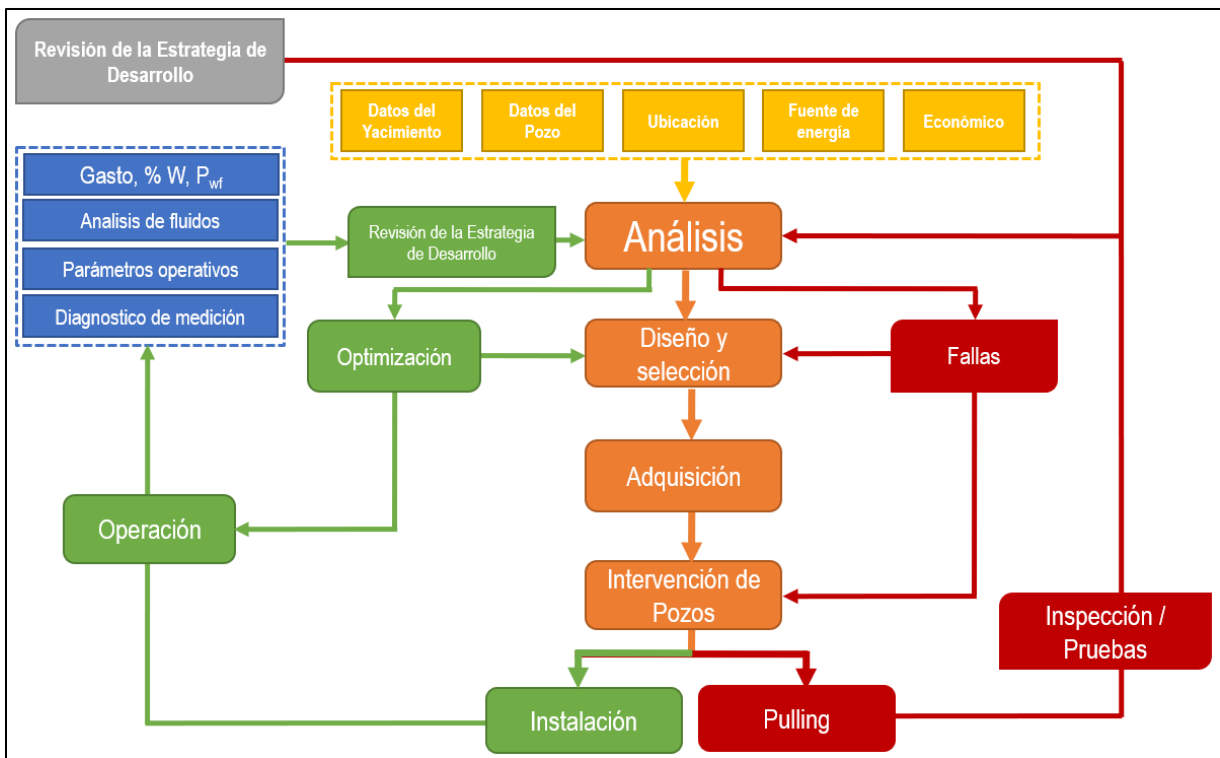 Revisión de la Estrategia de
Desarrollo
Datos del
Yacimiento
Datos del
Pozo
Ubicación
Fuente de
energía
Económico
Gasto, % W, Pwf
Analisis de fluidos
Parámetros operativos
Diagnostico de medición
Revisión de la Estrategia
de Desarrollo
Análisis
Optimización
Diseño y
selección
Fallas
Adquisición
Operación
Intervención de
Pozos
Inspección /
Pruebas
Instalación
Pulling